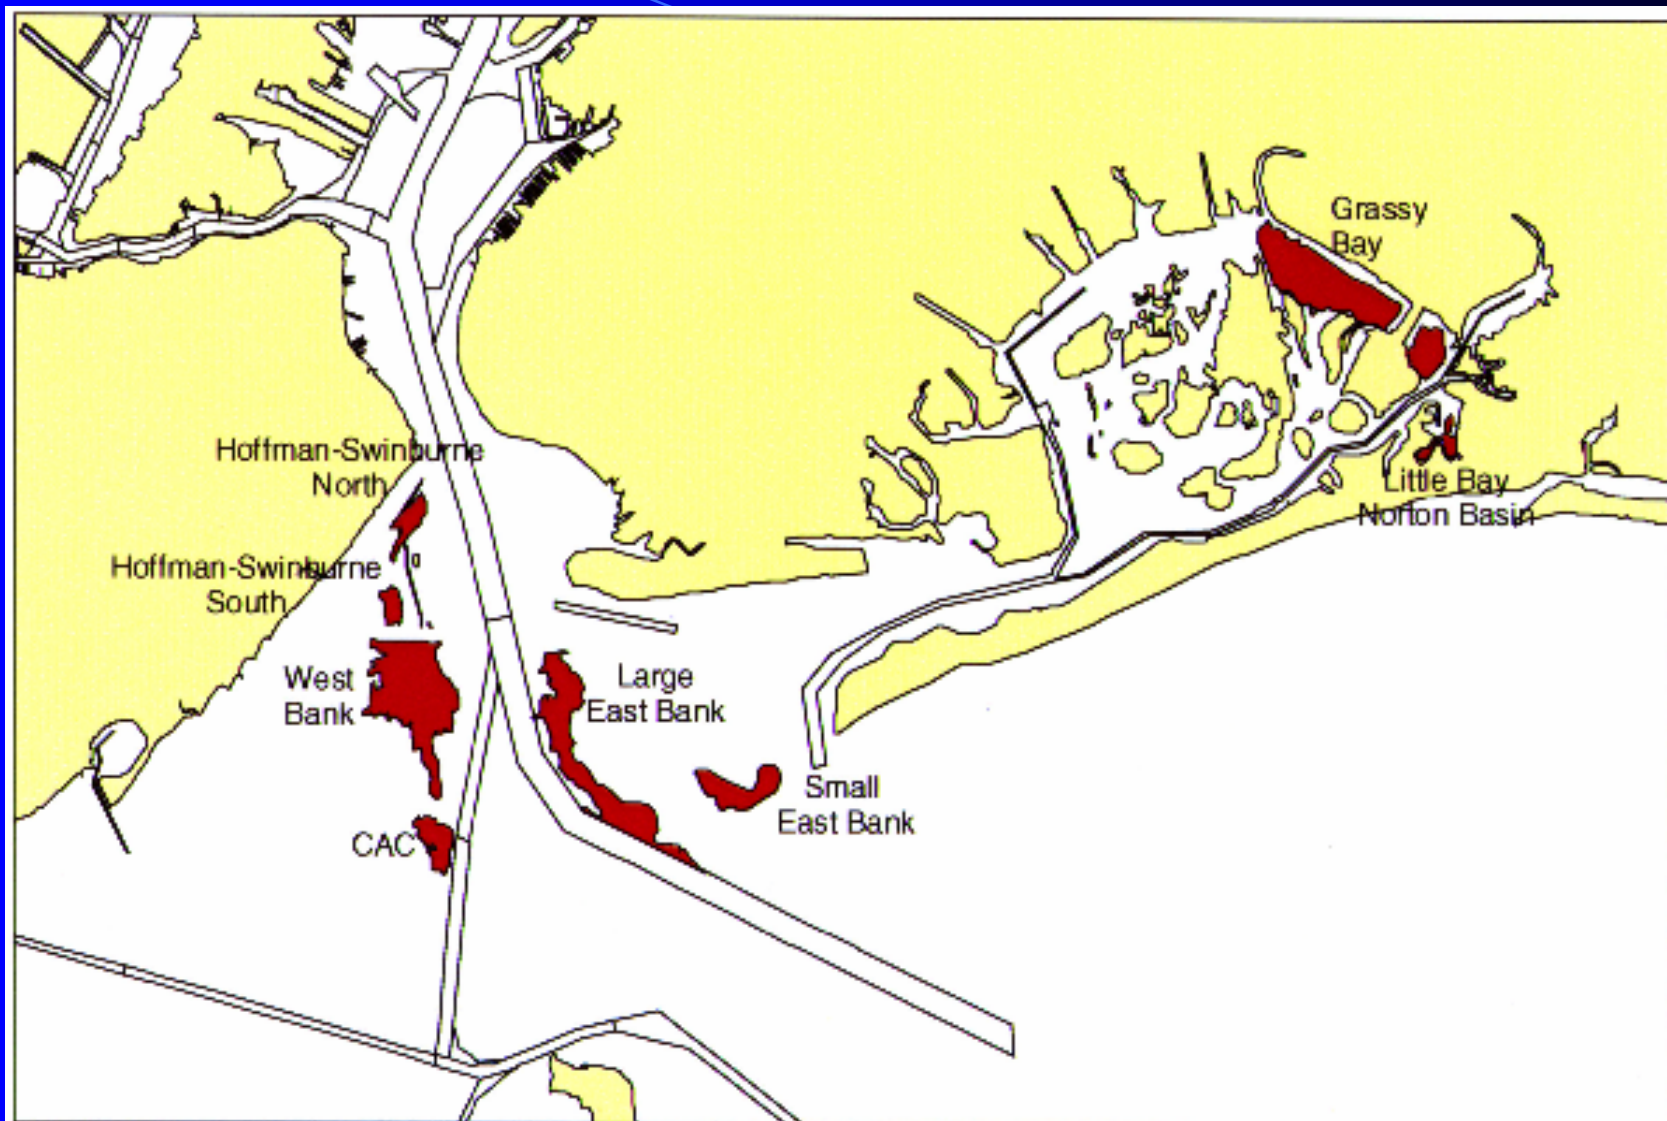 Grassy
Bay
Hoffman-Swinburne
North
Little Bay
Norton Basin
Hoffman-Swinburne
South
West
Bank
Large
East Bank
Small
East Bank
CAC